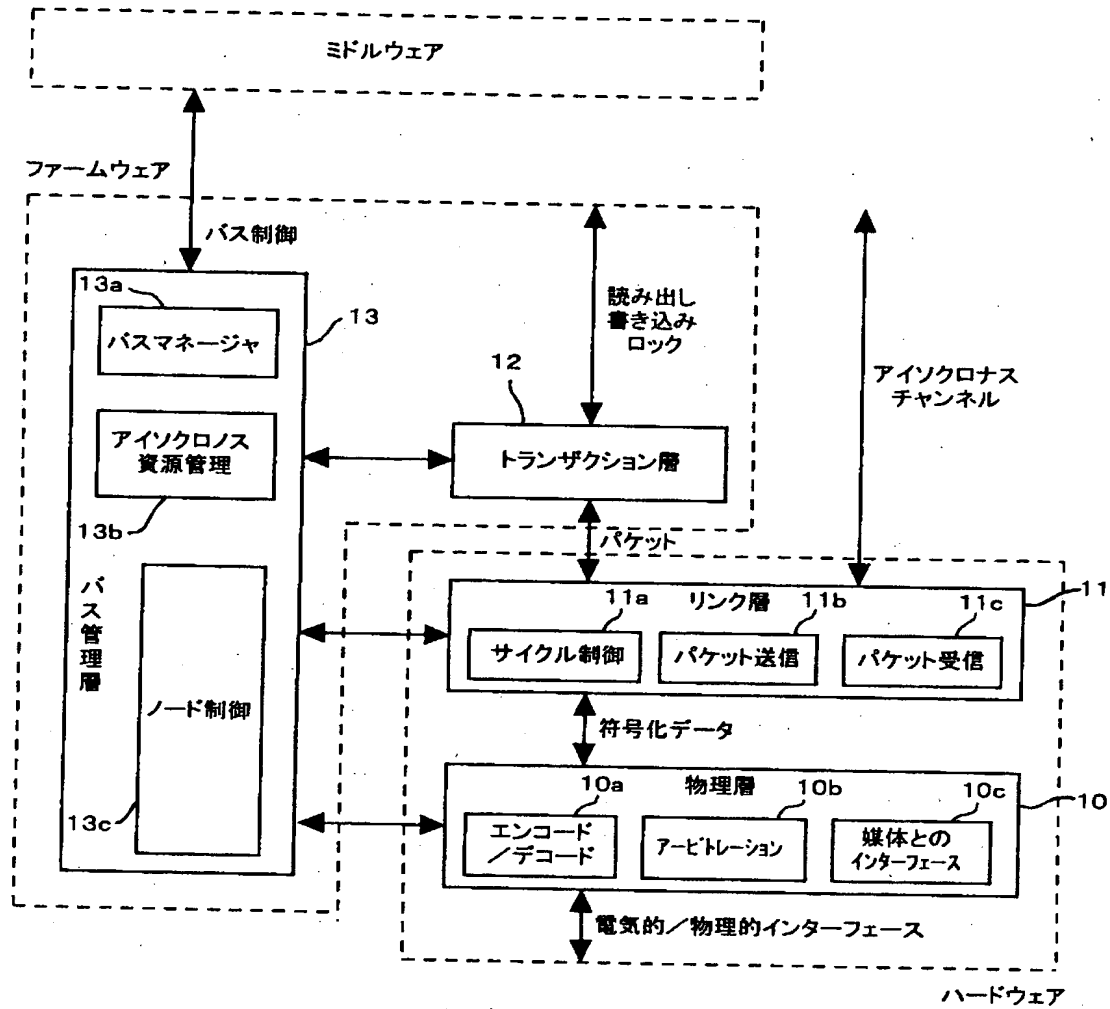 ミドルウェア
ファームウェア
バス制御
13a
バスマネージャ
13
読み出し
書き込み
ロック
12
アイソクロナス
チャンネル
アイソクロノス
資源管理
トランザクション層
13b
パケット
バス管理層
11a
リンク層
11b
11c
11
サイクル制御
パケット送信
パケット受信
ノード制御
符号化データ
10a
物理層
10b
10c
10
13c
エンコード
／デコード
アービトレーション
媒体との
インターフェース
電気的／物理的インターフェース
ハードウェア